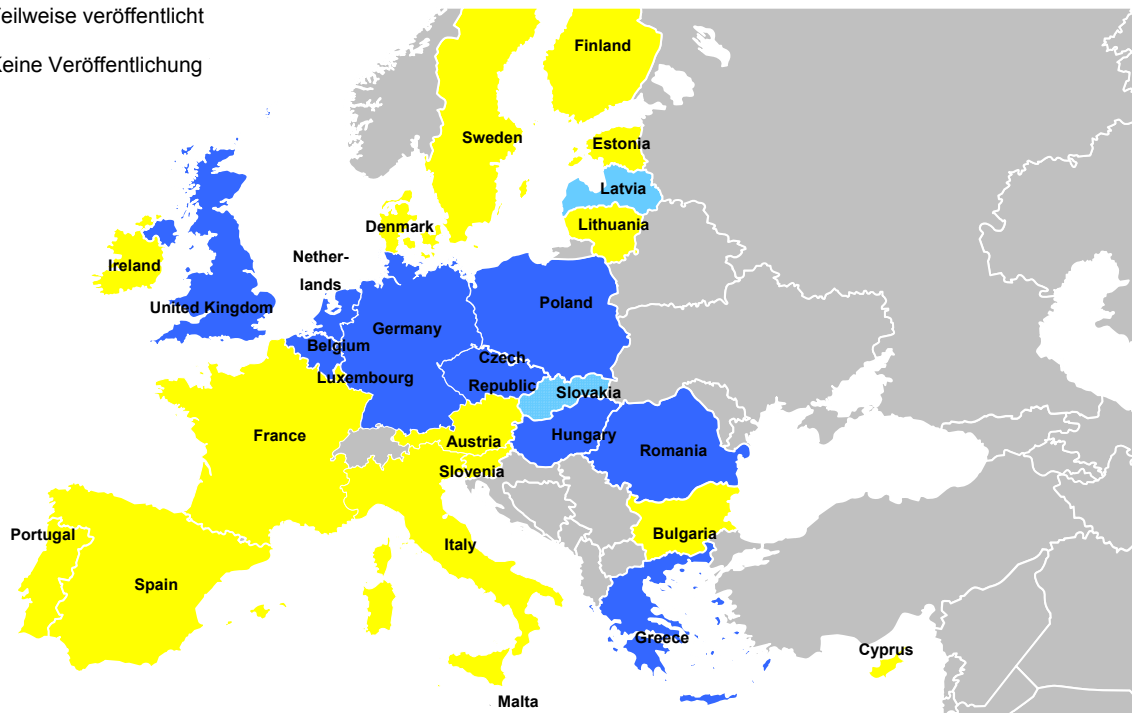 eilweise veröffentlicht
Keine Veröffentlichung
Finland
Sweden
Estonia
Latvia
Denmark
Lithuania
Nether-
lands
Ireland
United Kingdom
Poland
Germany
Belgium
Czech
Republic
Luxembourg
Slovakia
France
Austria
Hungary
Romania
Slovenia
Portugal
Bulgaria
Italy
Spain
Greece
Cyprus
Malta